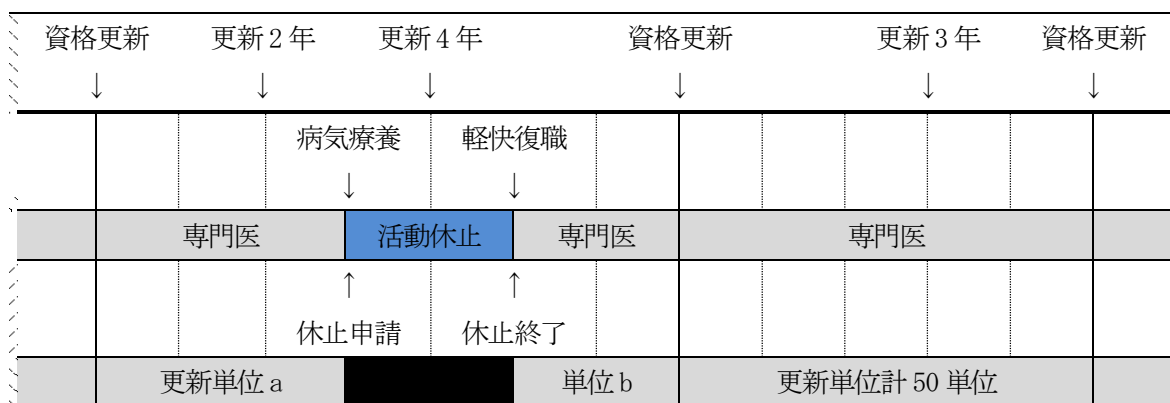 資格更新 更新2年 更新4年 資格更新 更新3年 資格更新
↓ ↓ ↓ ↓ ↓ ↓
病気療養 軽快復職
↓ ↓
専門医 活動休止 専門医 専門医
↑ ↑
休止申請 休止終了
更新単位a 単位b 更新単位計50単位